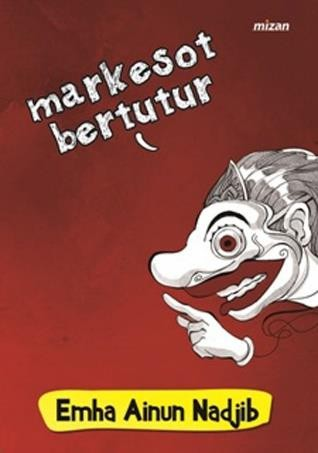 mizan
markesot
bertutur
Emha Ainun Nadjib